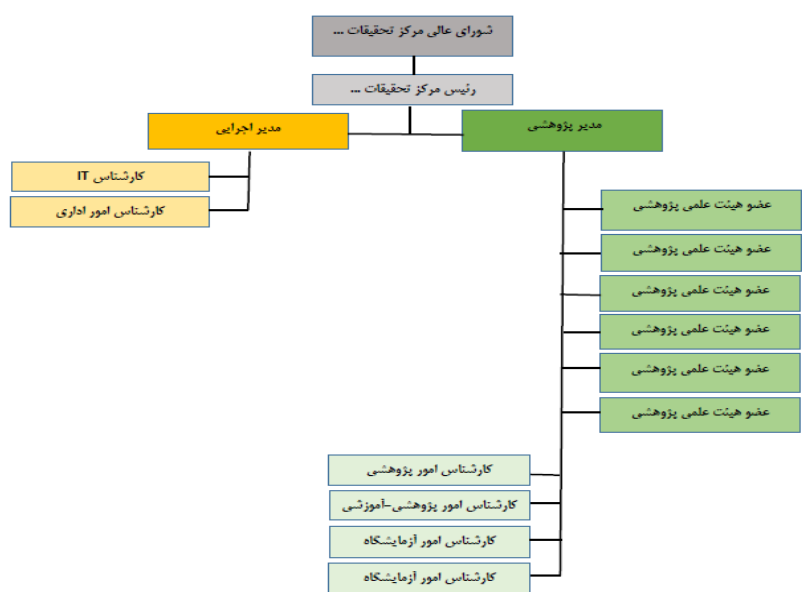 شورای عالی مرکز تحقیقات ...
رئیس مرکز تحقیقات ...
مدیر پژوهشی
مدیر اجرایی
کارشناس IT
کارشناس امور اداری
عضو هیئت علمی پژوهشی
عضو هیئت علمی پژوهشی
عضو هیئت علمی پژوهشی
عضو هیئت علمی پژوهشی
عضو هیئت علمی پژوهشی
عضو هیئت علمی پژوهشی
کارشناس امور پژوهشی
کارشناس امور پژوهشی-آموزشی
کارشناس امور آزمایشگاه
کارشناس امور آزمایشگاه